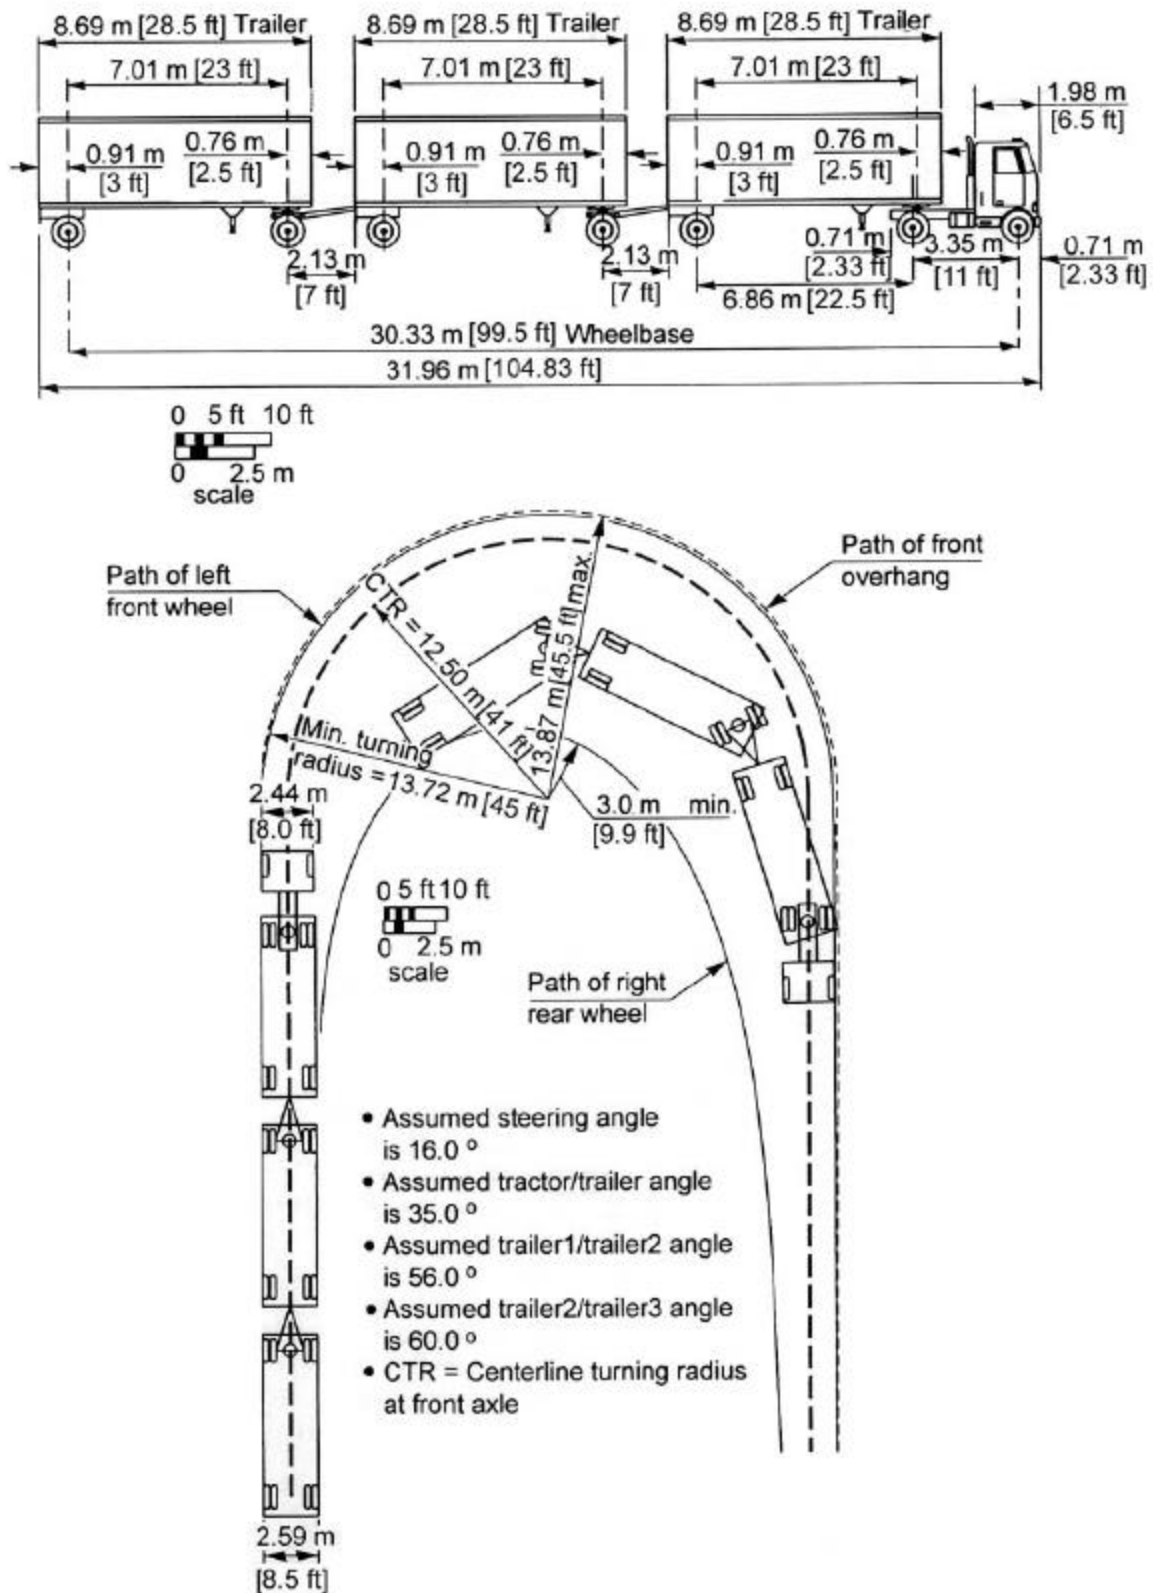 8.69 m [28.5 ft] Trailer 8.69 m [28.5 ft] Trailer 8.69 m [28.5 ft] Trailer
7.01 m [23 ft] 7.01 m [23 ft] 7.01 m [23 ft]
1.98 m
[6.5 ft]
0.91 m
[3 ft]
0.76 m
[2.5 ft]
0.91 m
[3 ft]
0.76 m
[2.5 ft]
0.91 m
[3 ft]
0.76 m
[2.5 ft]
2.13 m
[7 ft]
2.13 m
[7 ft]
0.71 m
[2.33 ft]
3.35 m
[11 ft]
0.71 m
[2.33 ft]
6.86 m [22.5 ft]
30.33 m [99.5 ft] Wheelbase
31.96 m [104.83 ft]
0 5 ft 10 ft
0 2.5 m
scale
Path of left
front wheel
Path of front
overhang
CTR = 12.50 m [41 ft]
13.87 m [45.5 ft] max.
Min. turning
radius = 13.72 m [45 ft]
3.0 m min.
[9.9 ft]
2.44 m
[8.0 ft]
0 5 ft 10 ft
0 2.5 m
scale
Path of right
rear wheel
• Assumed steering angle
is 16.0 º
• Assumed tractor/trailer angle
is 35.0 º
• Assumed trailer1/trailer2 angle
is 56.0 º
• Assumed trailer2/trailer3 angle
is 60.0 º
• CTR = Centerline turning radius
at front axle
2.59 m
[8.5 ft]